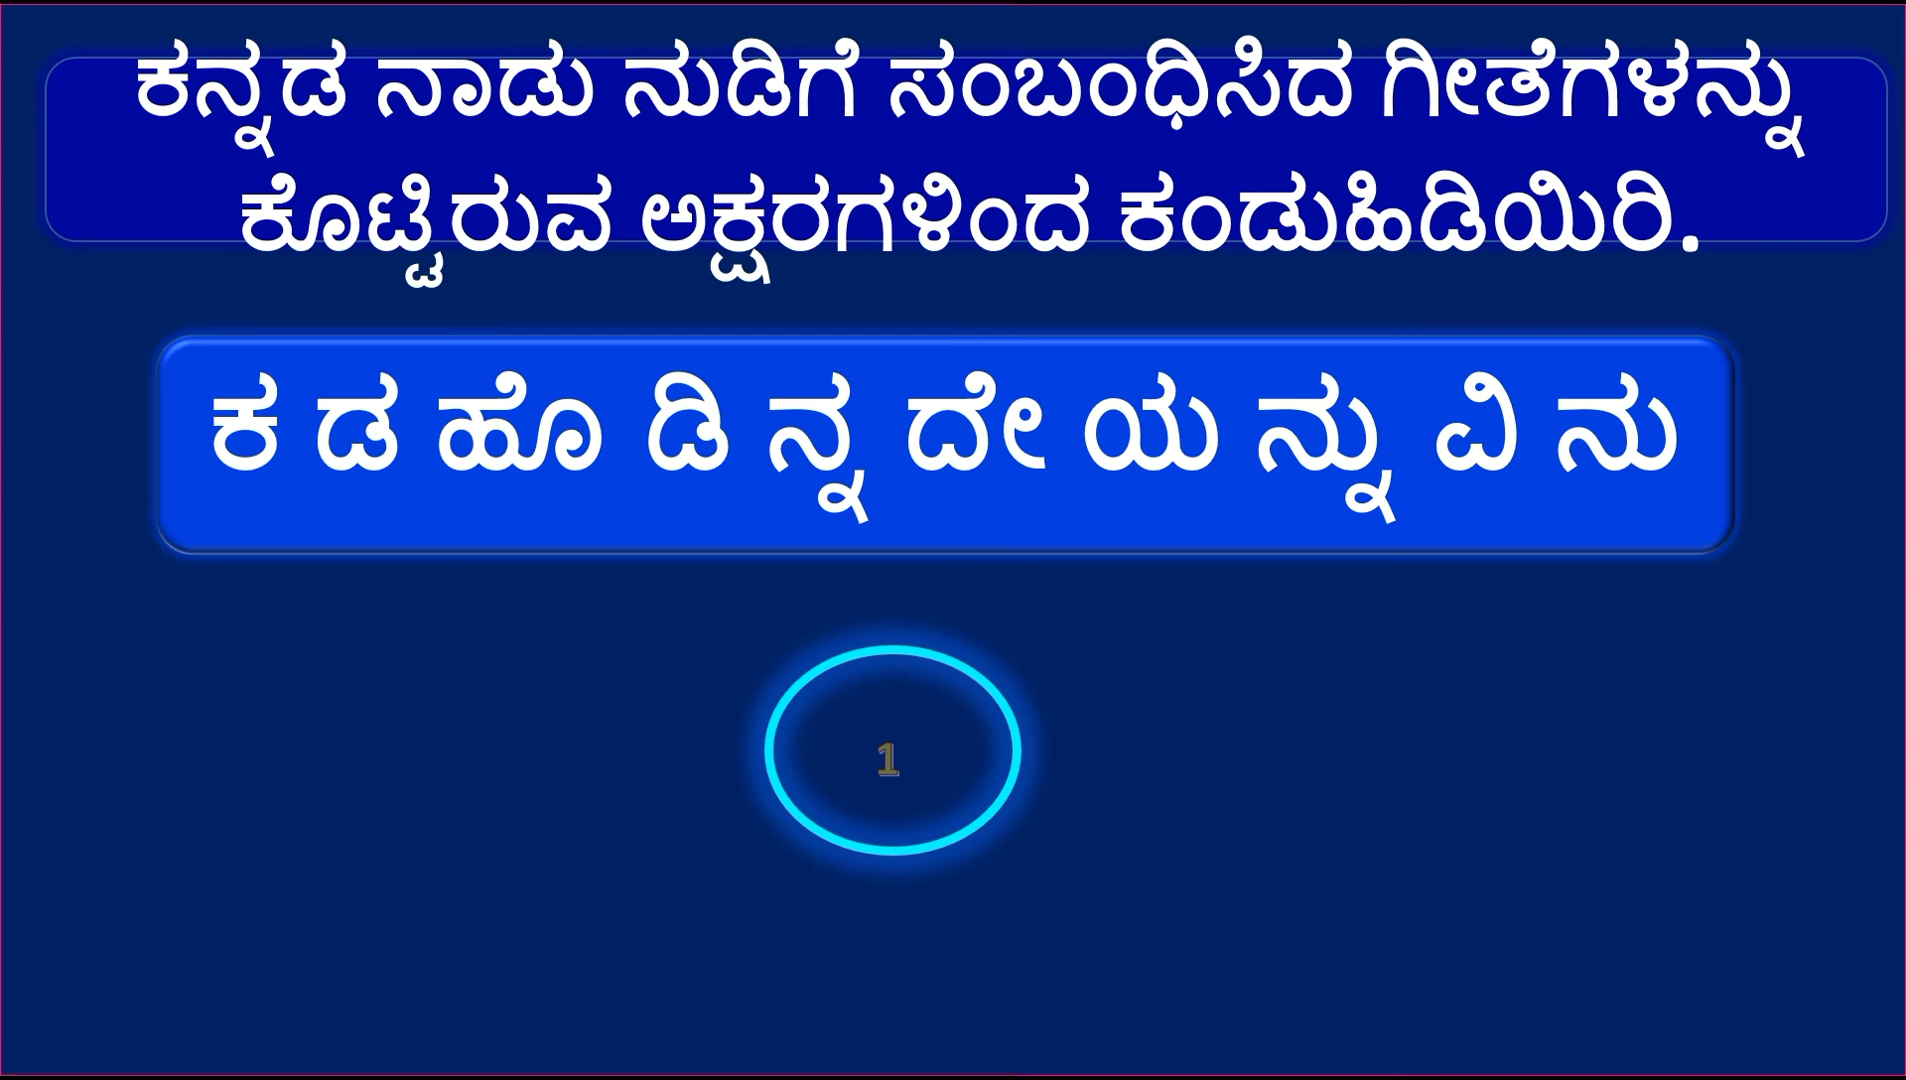 ಕನ್ನಡ ನಾಡು ನುಡಿಗೆ ಸಂಬಂಧಿಸಿದ ಗೀತೆಗಳನ್ನು
ಕೊಟ್ಟಿರುವ ಅಕ್ಷರಗಳಿಂದ ಕಂಡುಹಿಡಿಯಿರಿ.
ಕ ಡ ಹೊ ಡಿ ನ್ನ ದೇ ಯ ನ್ನು ವಿ ನು
1